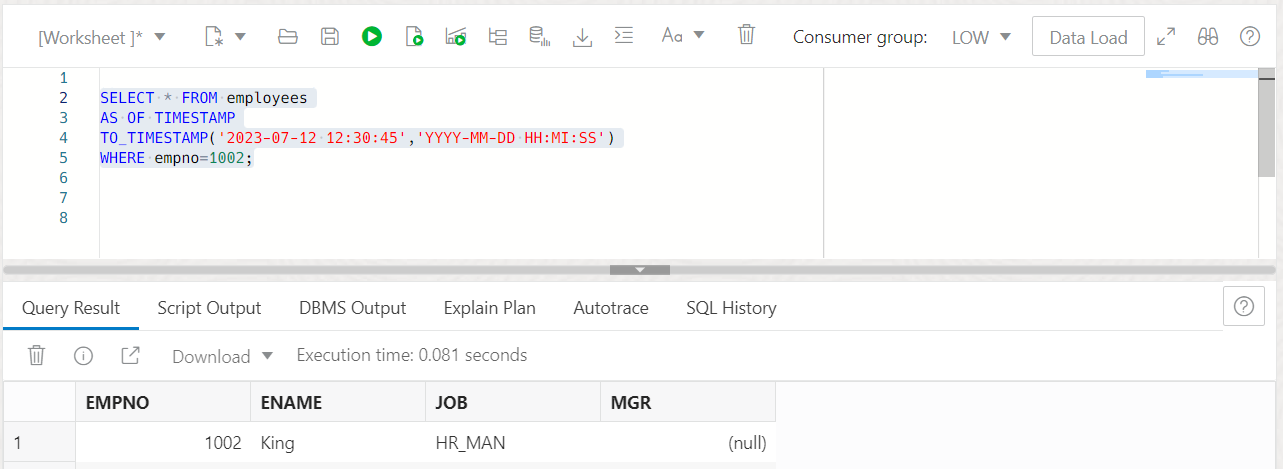 [Worksheet ]* Aa Consumer group: LOW Data Load
1
2 SELECT * FROM employees
3 AS OF TIMESTAMP
4 TO_TIMESTAMP('2023-07-12 12:30:45','YYYY-MM-DD HH:MI:SS')
5 WHERE empno=1002;
6
7
8
Query Result Script Output DBMS Output Explain Plan Autotrace SQL History
Download Execution time: 0.081 seconds
EMPNO ENAME JOB MGR
1 1002 King HR_MAN (null)